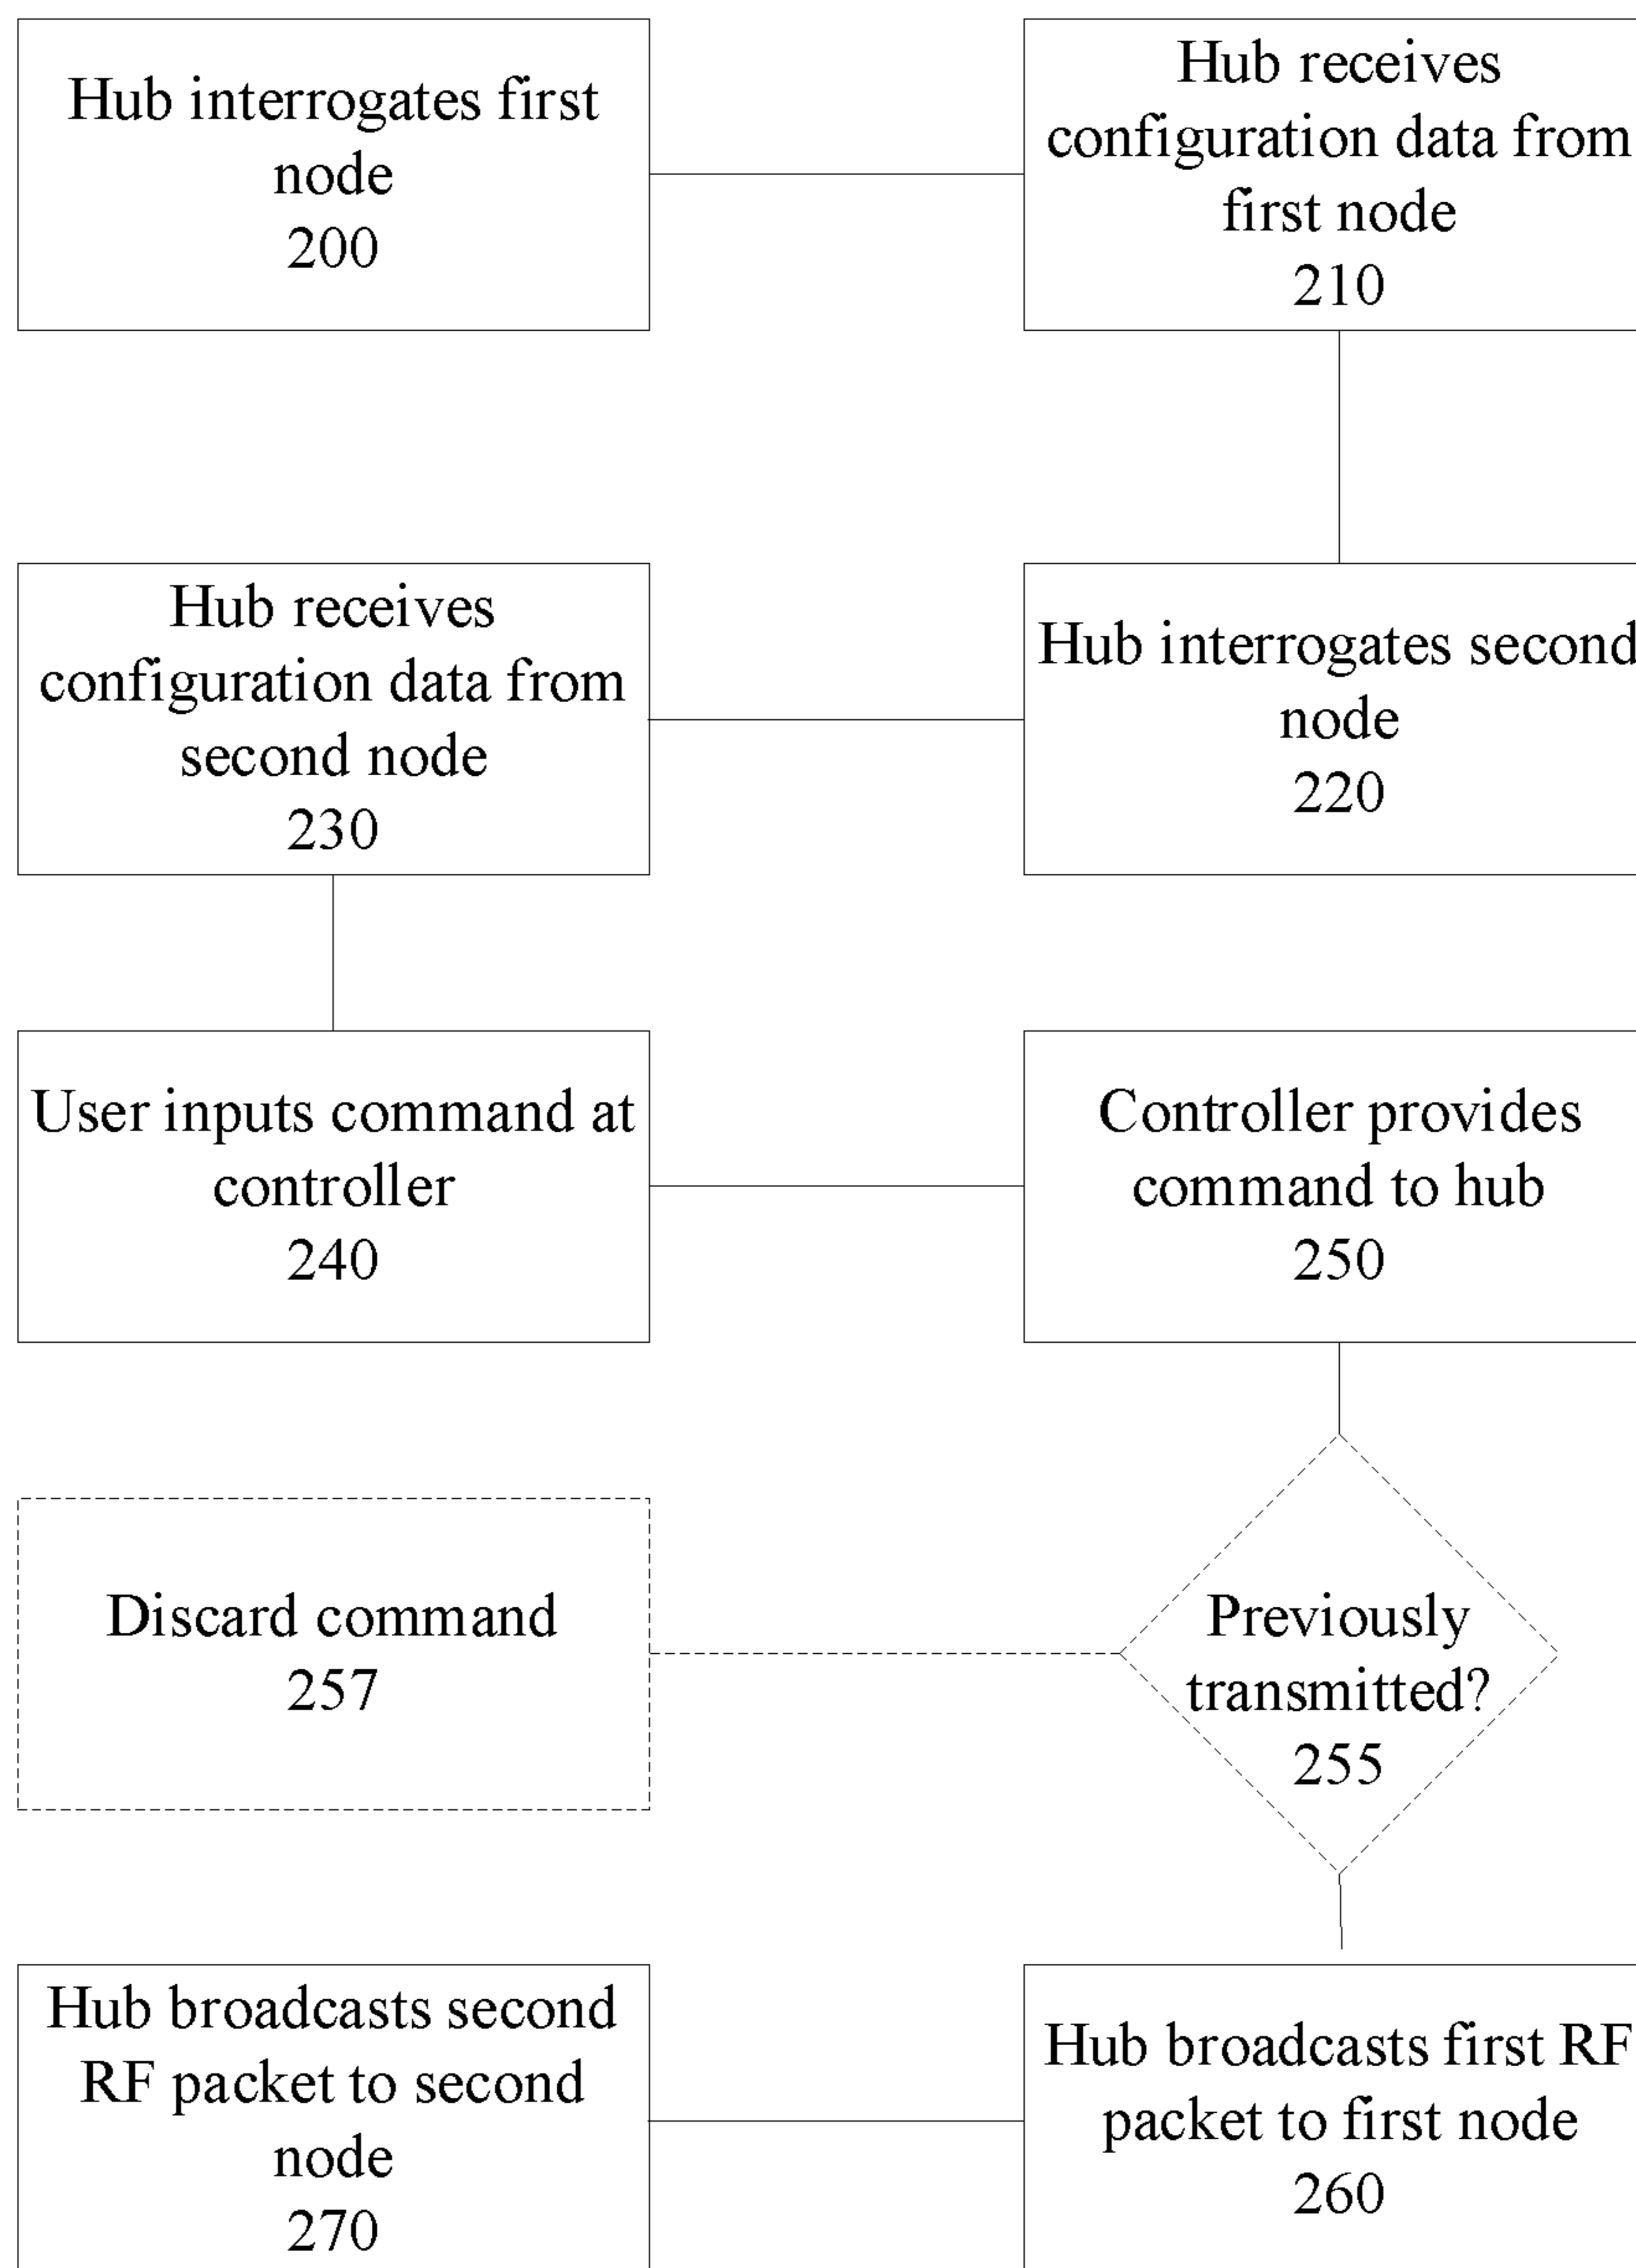 Hub interrogates first
node
200
Hub receives
configuration data from
first node
210
Hub receives
configuration data from
second node
230
Hub interrogates second
node
220
User inputs command at
controller
240
Controller provides
command to hub
250
Discard command
257
Previously
transmitted?
255
Hub broadcasts second
RF packet to second
node
270
Hub broadcasts first RF
packet to first node
260